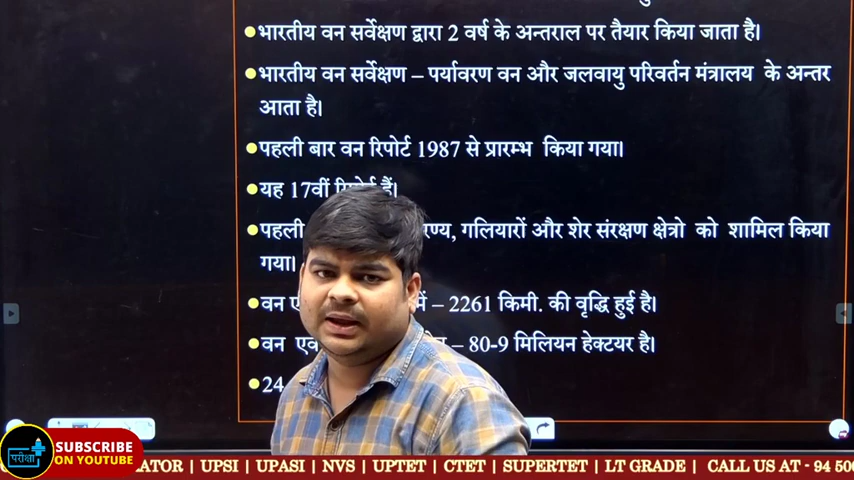 भारतीय वन सर्वेक्षण द्वारा 2 वर्ष के अन्तराल पर तैयार किया जाता है।
भारतीय वन सर्वेक्षण – पर्यावरण वन और जलवायु परिवर्तन मंत्रालय के अन्तर
आता है।
पहली बार वन रिपोर्ट 1987 से प्रारम्भ किया गया।
यह 17वीं हैं।
पहली गलियारों और शेर संरक्षण क्षेत्रो को शामिल किया
गया।
वन में – 2261 किमी. की वृद्धि हुई है।
वन एव – 80-9 मिलियन हेक्टयर है।
24
परीक्षा
SUBSCRIBE
ON YOUTUBE
ATOR | UPSI | UPASI | NVS | UPTET | CTET | SUPERTET | LT GRADE | CALL US AT - 94 500